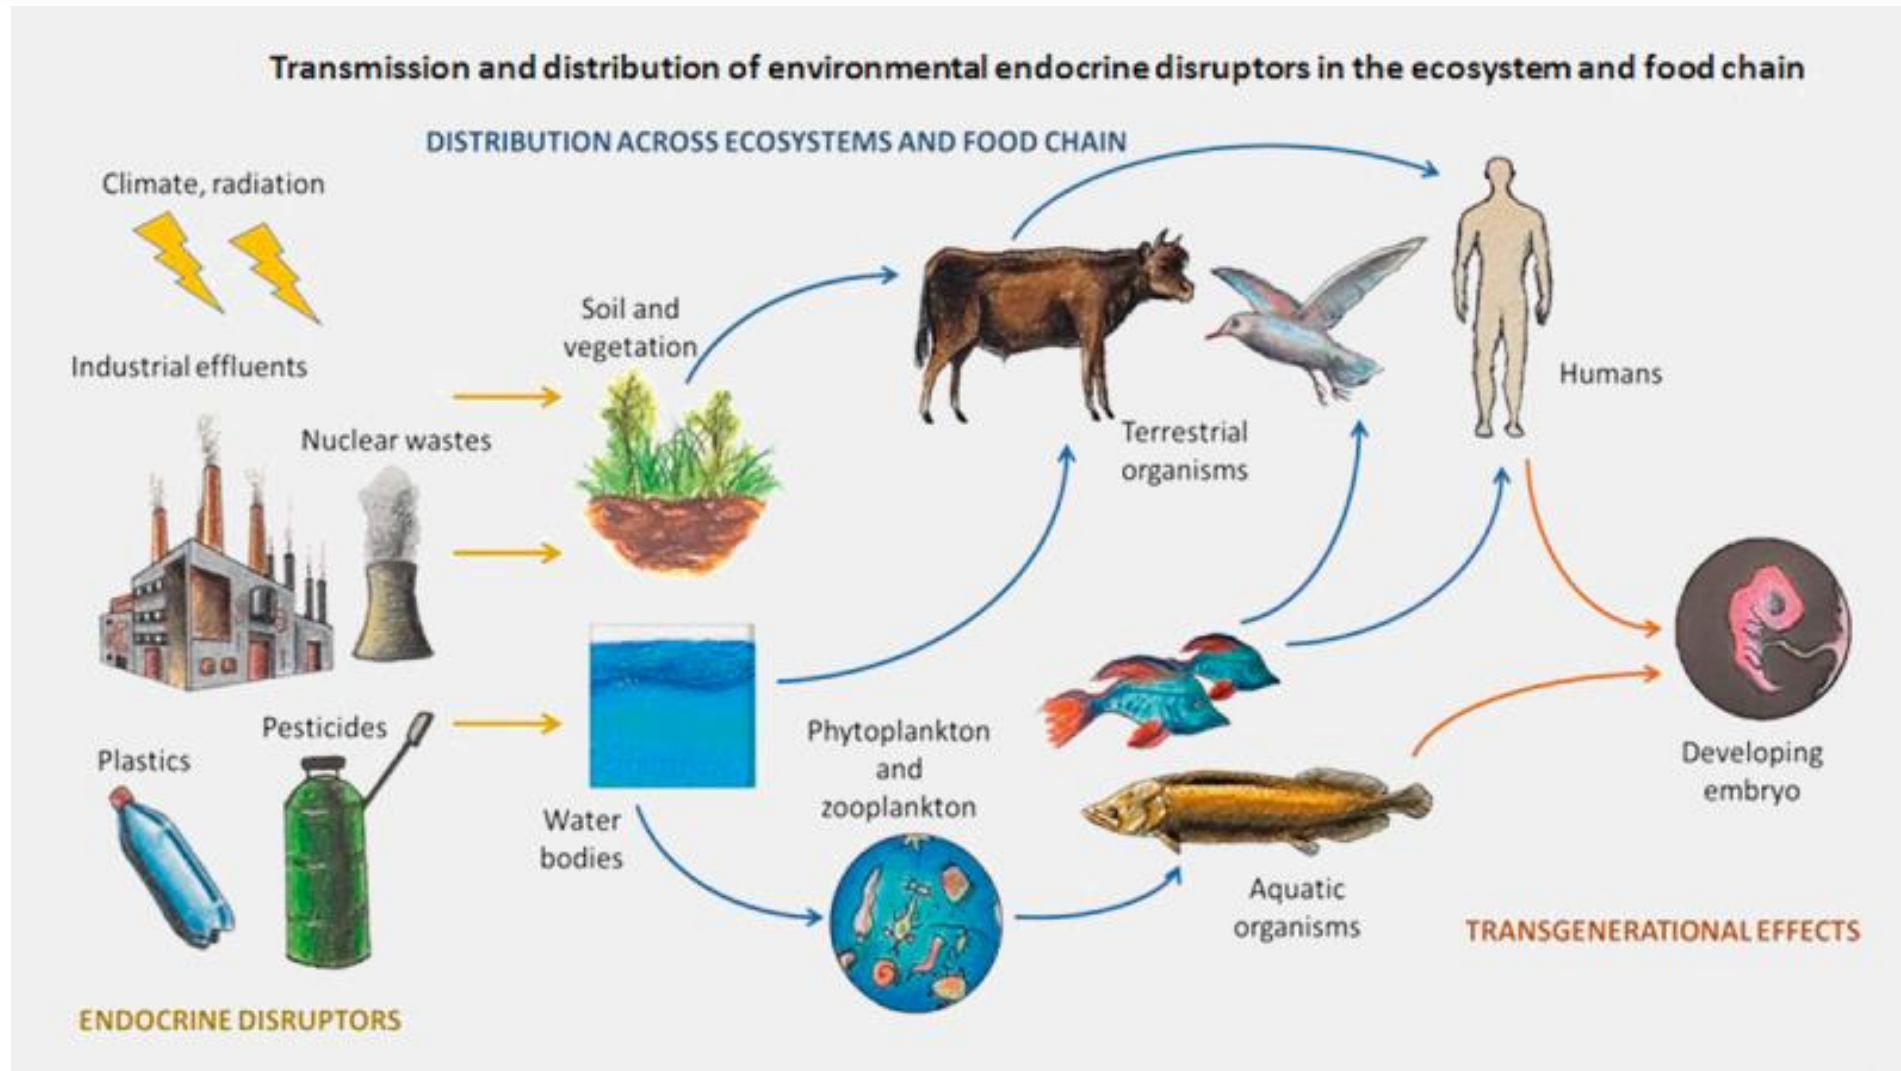 Transmission and distribution of environmental endocrine disruptors in the ecosystem and food chain
DISTRIBUTION ACROSS ECOSYSTEMS AND FOOD CHAIN
Climate, radiation
Industrial effluents
Nuclear wastes
Pesticides
Plastics
ENDOCRINE DISRUPTORS
Soil and
vegetation
Water
bodies
Phytoplankton
and
zooplankton
Terrestrial
organisms
Aquatic
organisms
Humans
Developing
embryo
TRANSGENERATIONAL EFFECTS